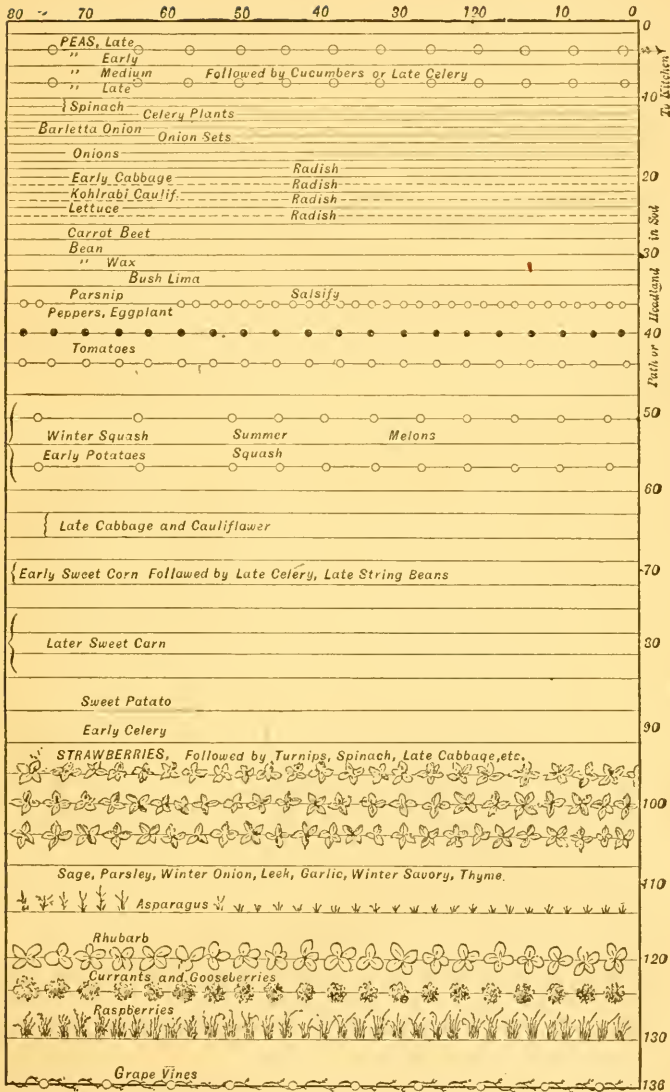 80 70 60 50 40 30 120 10 0
PEAS, Late
" Early
" Medium Followed by Cucumbers or Late Celery
" Late
10
Spinach
Celery Plants
Barletta Onion
Onion Sets
Onions
Radish
Early Cabbage
20
Radish
Kohlrabi Caulif.
Radish
Lettuce
Radish
Carrot Beet
Bean
30
" Wax
Bush Lima
Parsnip Salsify
Peppers, Eggplant
40
Tomatoes
50
Winter Squash Summer Melons
Early Potatoes Squash
60
Late Cabbage and Cauliflower
70
Early Sweet Corn Followed by Late Celery, Late String Beans
80
Later Sweet Carn
Sweet Patato
90
Early Celery
STRAWBERRIES, Followed by Turnips, Spinach, Late Cabbage, etc.
100
Sage, Parsley, Winter Onion, Leek, Garlic, Winter Savory, Thyme.
110
Asparagus
Rhubarb
120
Currants and Gooseberries
Raspberries
130
Grape Vines
136
To Kitchen
Path or Headland in Sod